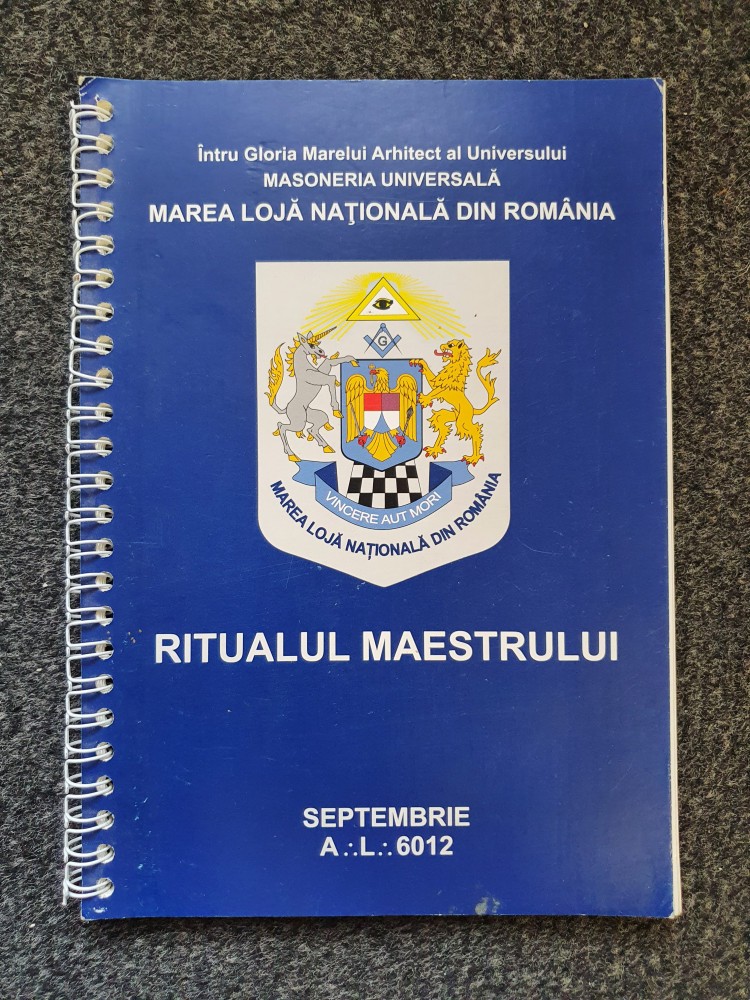 Întru Gloria Marelui Arhitect al Universului
MASONERIA UNIVERSALĂ
MAREA LOJĂ NAŢIONALĂ DIN ROMÂNIA
G
VINCERE AUT MORI
MAREA LOJĂ NAȚIONALĂ DIN ROMÂNIA
RITUALUL MAESTRULUI
SEPTEMBRIE
A∴L∴6012